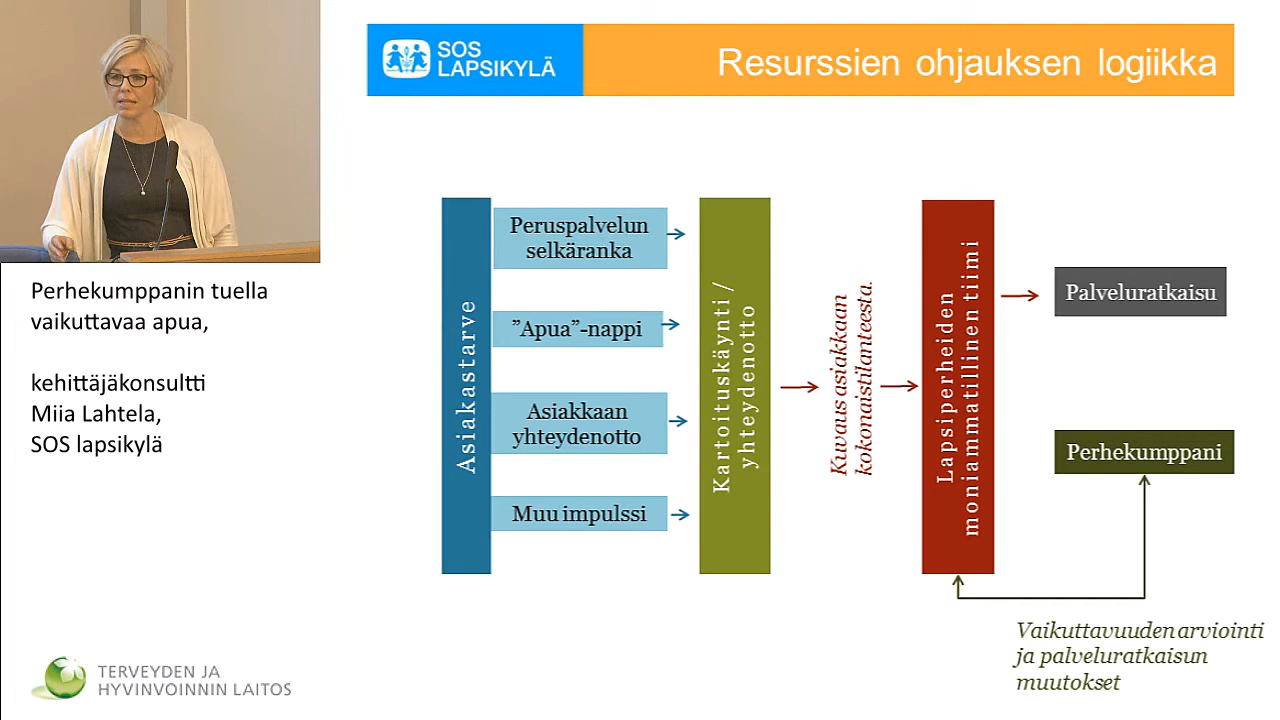 SOS
LAPSIKYLÄ
Resurssien ohjauksen logiikka
Perhekumppanin tuella
vaikuttavaa apua,
kehittäjäkonsultti
Miia Lahtela,
SOS lapsikylä
Asiakastarve
Peruspalvelun
selkäranka
”Apua”-nappi
Asiakkaan
yhteydenotto
Muu impulssi
Kartoituskäynti /
yhteydenotto
Kuvaus asiakkaan
kokonaistilanteesta.
Lapsiperheiden
moniammatillinen tiimi
Palveluratkaisu
Perhekumppani
Vaikuttavuuden arviointi
ja palveluratkaisun
muutokset
TERVEYDEN JA
HYVINVOINNIN LAITOS